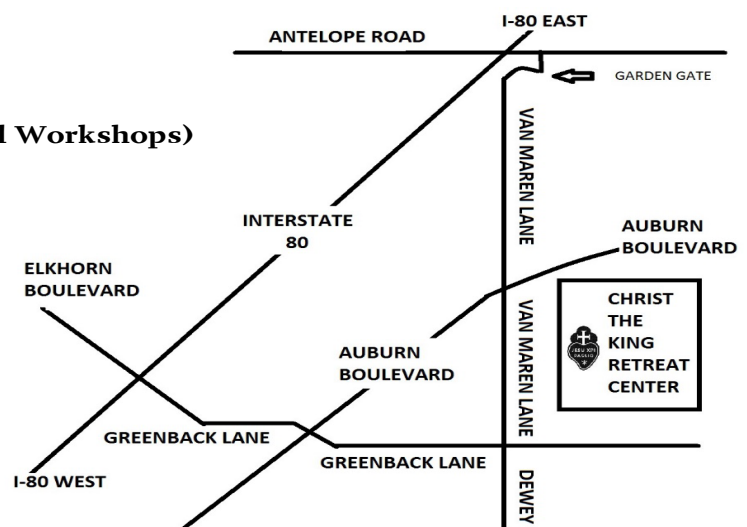 I-80 EAST
ANTELOPE ROAD
GARDEN GATE
Workshops)
VAN MAREN LANE
INTERSTATE
80
AUBURN
BOULEVARD
ELKHORN
BOULEVARD
CHRIST
THE
KING
RETREAT
CENTER
VAN MAREN LANE
AUBURN
BOULEVARD
GREENBACK LANE
GREENBACK LANE
I-80 WEST
DEWEY